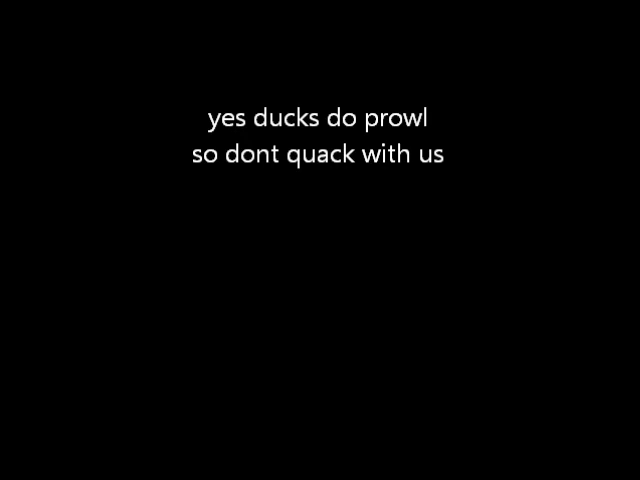 yes ducks do prowl
so dont quack with us